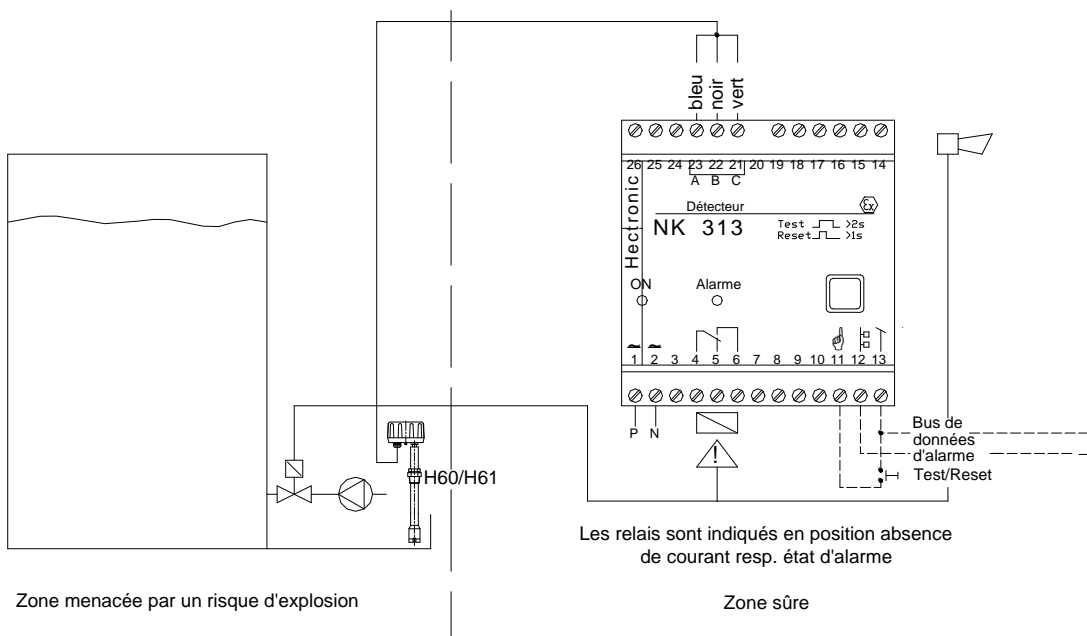 bleu
noir
vert
26 25 24 23 22 21 20 19 18 17 16 15 14
A B C
Hectronic
Détecteur
Ex
NK 313
Test >2s
Reset >1s
ON
Alarme
1 2 3 4 5 6 7 8 9 10 11 12 13
P N
!
Bus de
données
d'alarme
Test/Reset
H60/H61
Les relais sont indiqués en position absence
de courant resp. état d'alarme
Zone menacée par un risque d'explosion
Zone sûre